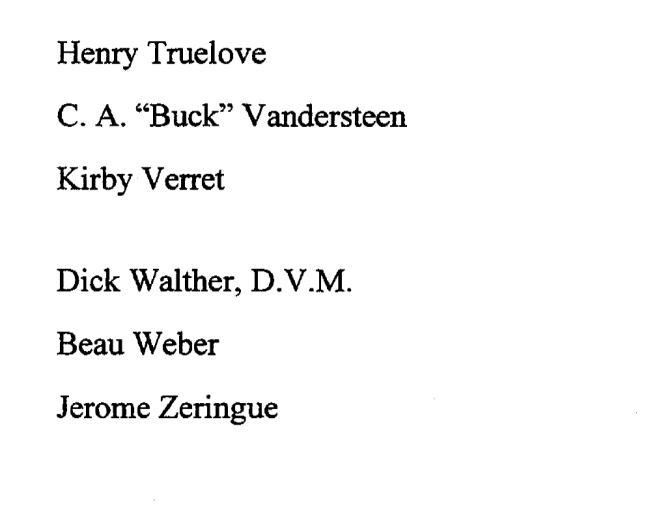 Henry Truelove
C. A. “Buck” Vandersteen
Kirby Verret
Dick Walther, D.V.M.
Beau Weber
Jerome Zeringue